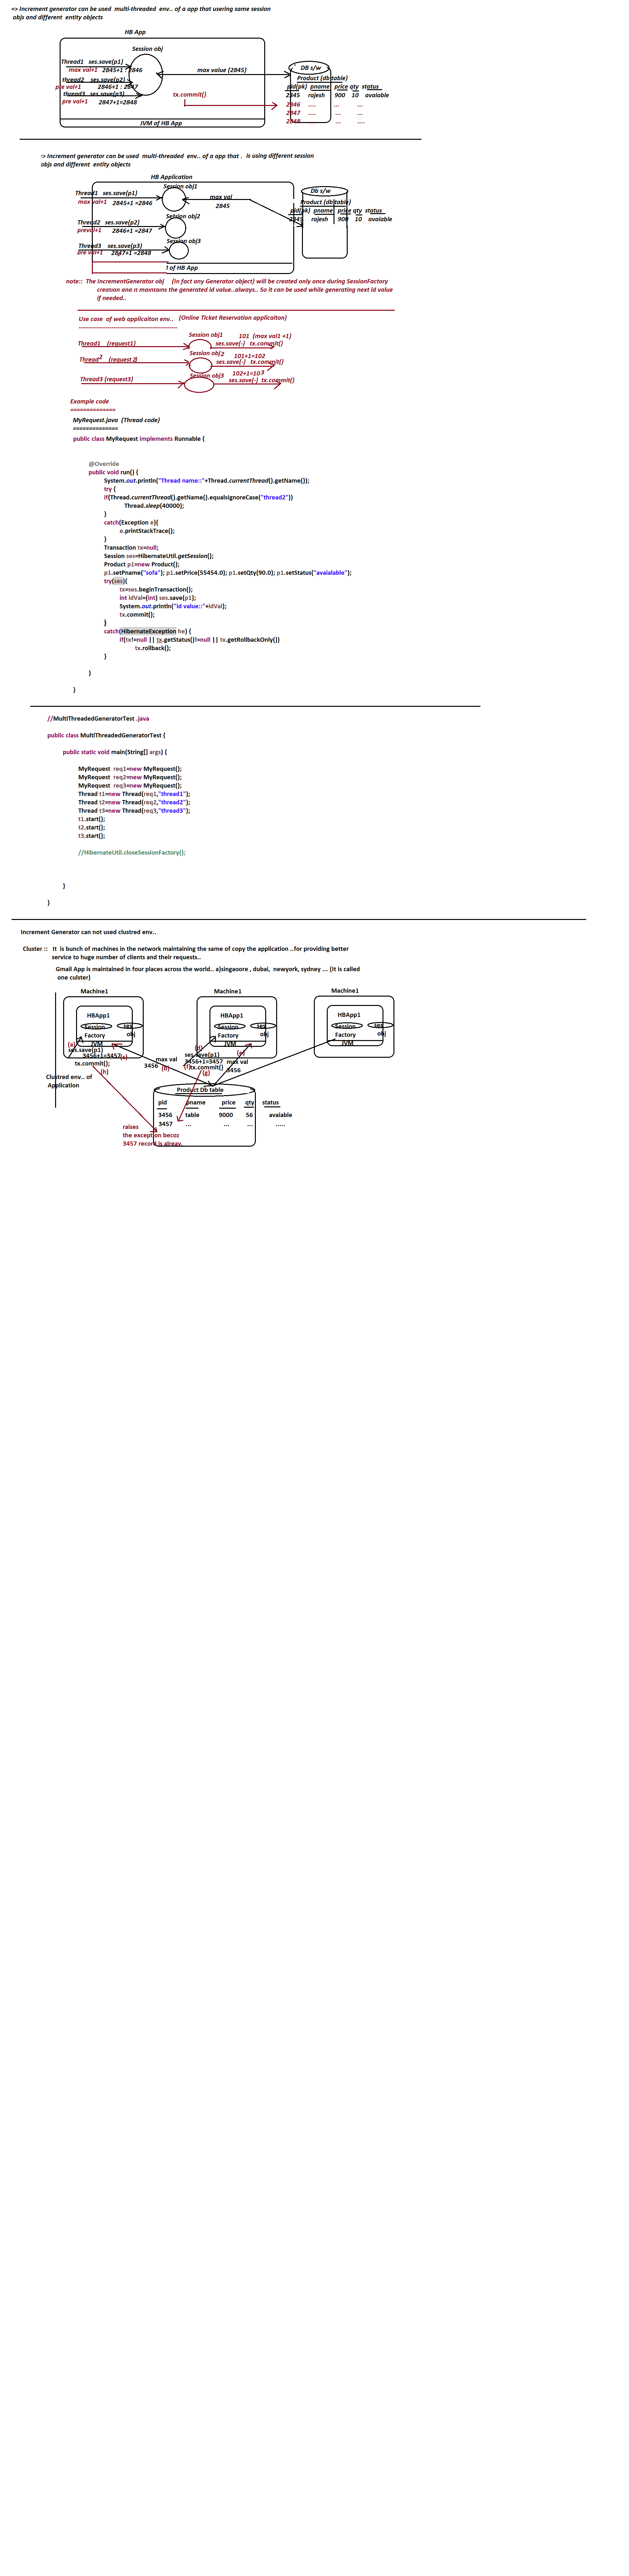 => Increment generator can be used multi-threaded env.. of a app that usering same session
objs and different entity objects
HB App
Session obj
Thread1 ses.save(p1)
max val+1 2845+1 : 2846
max value (2845)
thread2 ses.save(p2)
pre val+1 2846+1 : 2847
thread3 ses.save(p3)
pre val+1 2847+1=2848
tx.commit()
JVM of HB App
DB s/w
Product (db table)
pid(pk) pname price qty status
2845 rajesh 900 10 avaiable
2846 .... ... ...
2847 .... ... ...
2848 ... ....
-> Increment generator can be used multi-threaded env.. of a app that . is using different session
objs and different entity objects
HB Application
Session obj1
Thread1 ses.save(p1)
max val+1 2845+1 =2846
max val
2845
Session obj2
Thread2 ses.save(p2)
preval+1 2846+1 =2847
Session obj3
Thread3 ses.save(p3)
pre val+1 2847+1 =2848
! of HB App
Db s/w
Product (db table)
pid(pk) pname price qty status
2845 rajesh 900 10 avaiable
note:: The IncrementGenerator obj (In fact any Generator object) will be created only once during SessionFactory
creation and it maintans the generated id value..always.. So it can be used while generating next id value
if needed..
Use case of web applicaiton env.. (Online Ticket Reservation applicaiton)
--------------------------------------------------
Session obj1 101 (max val1 +1)
Thread1 (request1) ses.save(-) tx.commit()
Session obj2 101+1=102
Thread2 (request2) ses.save(-) tx.commit()
Session obj3 102+1=103
Thread3 (request3) ses.save(-) tx.commit()
Example code
==============
MyRequest.java (Thread code)
==============
public class MyRequest implements Runnable {
@Override
public void run() {
System.out.println("Thread name::"+Thread.currentThread().getName());
try {
if(Thread.currentThread().getName().equalsIgnoreCase("thread2"))
Thread.sleep(40000);
}
catch(Exception e){
e.printStackTrace();
}
Transaction tx=null;
Session ses=HibernateUtil.getSession();
Product p1=new Product();
p1.setPname("sofa"); p1.setPrice(55454.0); p1.setQty(90.0); p1.setStatus("avaialable");
try(ses){
tx=ses.beginTransaction();
int idVal=(int) ses.save(p1);
System.out.println("id value::"+idVal);
tx.commit();
}
catch(HibernateException he) {
if(tx!=null || tx.getStatus()!=null || tx.getRollbackOnly())
tx.rollback();
}
}
}
//MultiThreadedGeneratorTest .java
public class MultiThreadedGeneratorTest {
public static void main(String[] args) {
MyRequest req1=new MyRequest();
MyRequest req2=new MyRequest();
MyRequest req3=new MyRequest();
Thread t1=new Thread(req1,"thread1");
Thread t2=new Thread(req2,"thread2");
Thread t3=new Thread(req3,"thread3");
t1.start();
t2.start();
t3.start();
//HibernateUtil.closeSessionFactory();
}
}
Increment Generator can not used clustred env..
Cluster :: It is bunch of machines in the network maintaining the same of copy the application ..for providing better
service to huge number of clients and their requests..
Gmail App is maintained in four places across the world.. a)singaoore , dubai, newyork, sydney ... (it is called
one culster)
Machine1 Machine1 Machine1
HBApp1 HBApp1 HBApp1
Session ses Session ses Session ses
Factory obj Factory obj Factory obj
JVM JVM JVM
(a) (d)
ses.save(p1) ses.save(p1) (e)
3456+1=3457 (c) max val 3456+1=3457 max val
tx.commit(); 3456 (b) (f) tx.commit() 3456
(h) (g)
Clustred env.. of
Application
Product Db table
pid pname price qty status
3456 table 9000 56 avaiable
3457 ... ... ... .....
raises
the exception becoz
3457 record is alreay.